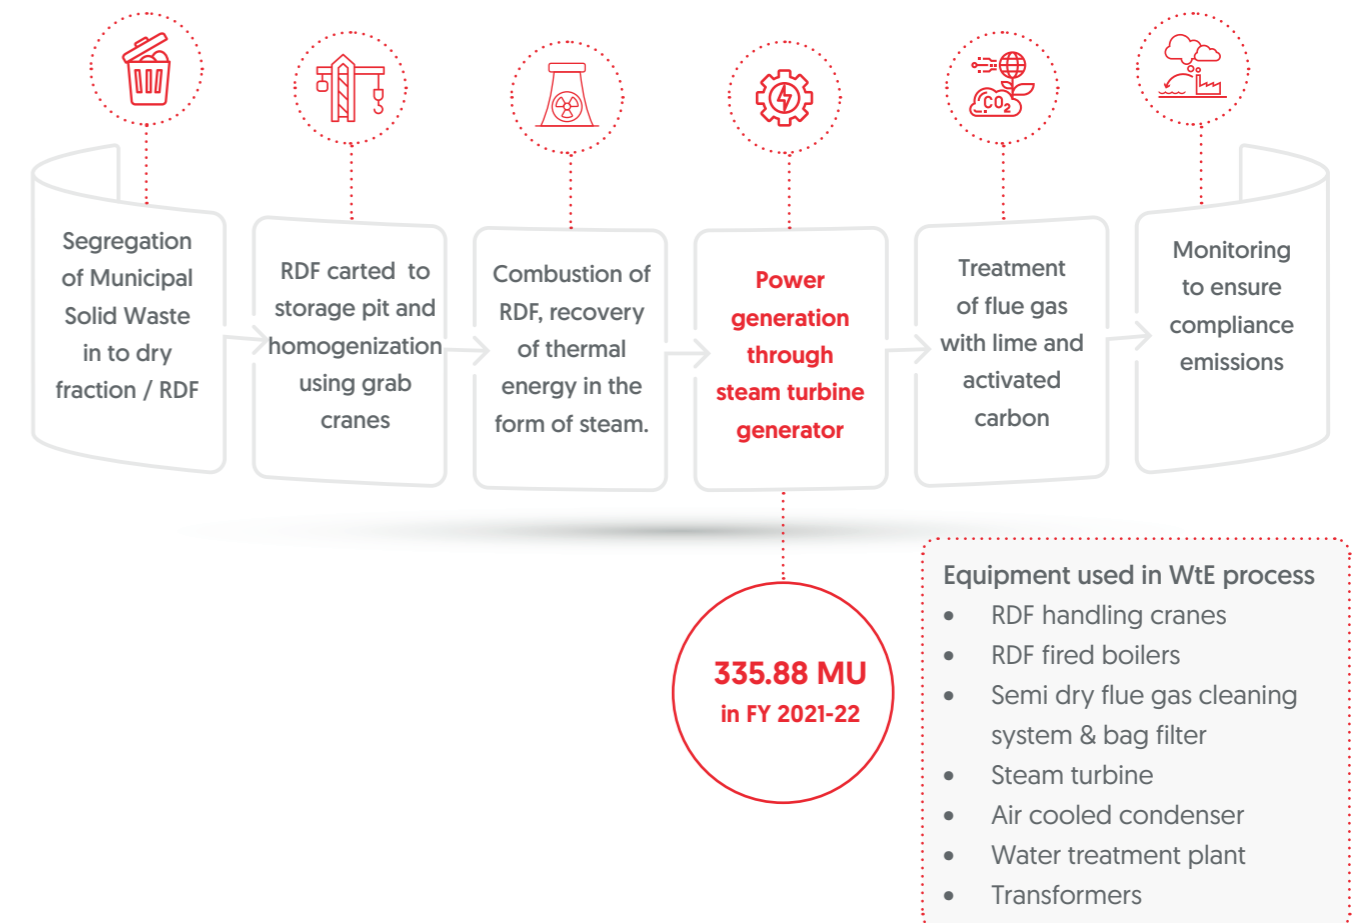 Segregation
of Municipal
Solid Waste
in to dry
fraction / RDF
RDF carted to
storage pit and
homogenization
using grab
cranes
Combustion of
RDF, recovery
of thermal
energy in the
form of steam.
Power
generation
through
steam turbine
generator
CO₂
Treatment
of flue gas
with lime and
activated
carbon
Monitoring
to ensure
compliance
emissions
335.88 MU
in FY 2021-22
Equipment used in WtE process
• RDF handling cranes
• RDF fired boilers
• Semi dry flue gas cleaning
system & bag filter
• Steam turbine
• Air cooled condenser
• Water treatment plant
• Transformers